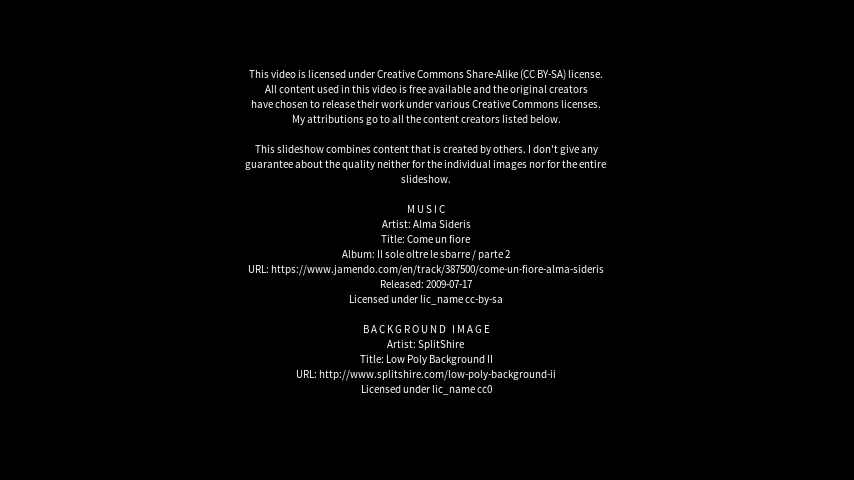 This video is licensed under Creative Commons Share-Alike (CC BY-SA) license.
All content used in this video is free available and the original creators
have chosen to release their work under various Creative Commons licenses.
My attributions go to all the content creators listed below.
This slideshow combines content that is created by others. I don't give any
guarantee about the quality neither for the individual images nor for the entire
slideshow.
MUSIC
Artist: Alma Sideris
Title: Come un fiore
Album: Il sole oltre le sbarre / parte 2
URL: https://www.jamendo.com/en/track/387500/come-un-fiore-alma-sideris
Released: 2009-07-17
Licensed under lic_name cc-by-sa
BACKGROUND IMAGE
Artist: SplitShire
Title: Low Poly Background II
URL: http://www.splitshire.com/low-poly-background-ii
Licensed under lic_name cc0